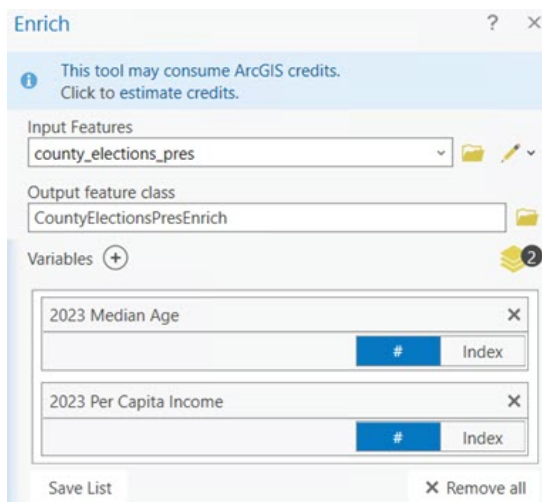 Enrich ? ×
This tool may consume ArcGIS credits.
Click to estimate credits.
Input Features
county_elections_pres
Output feature class
CountyElectionsPresEnrich
Variables + 2
2023 Median Age ×
# Index
2023 Per Capita Income ×
# Index
Save List × Remove all